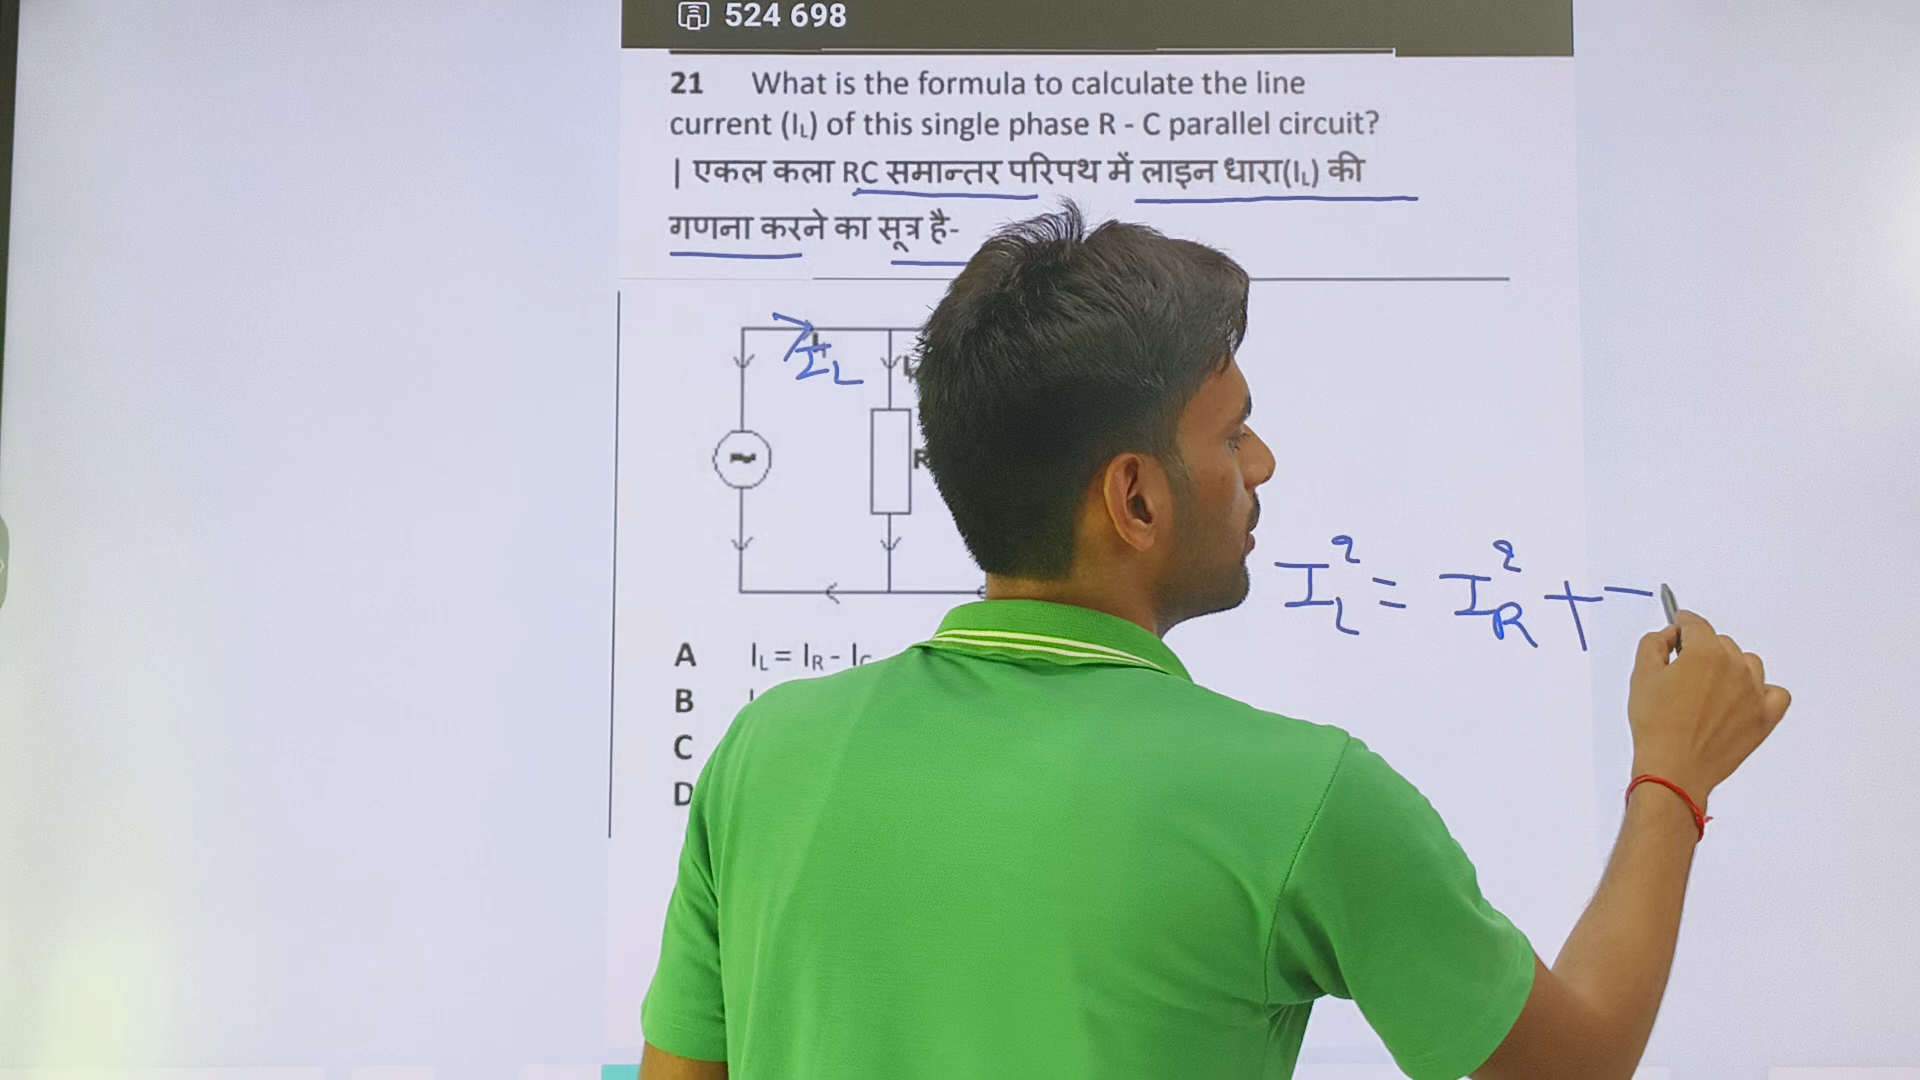 524 698
21 What is the formula to calculate the line
current (IL) of this single phase R - C parallel circuit?
| एकल कला RC समान्तर परिपथ में लाइन धारा(IL) की
गणना करने का सूत्र है-
IL
R
A IL = IR - IC
B
C
D
IL² = IR² +